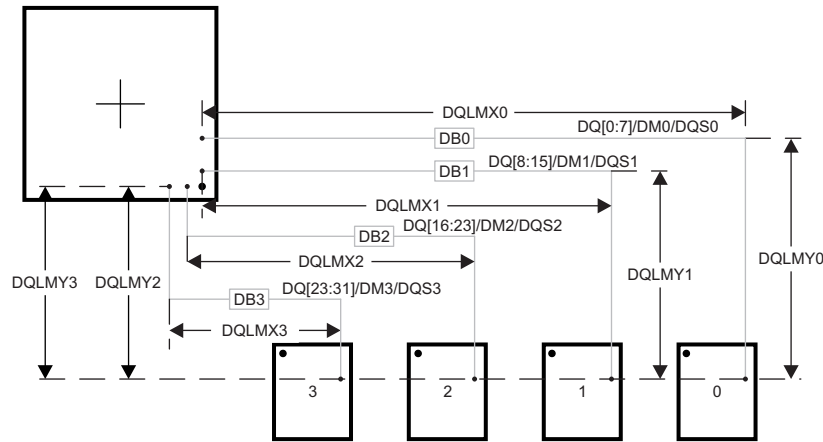 DQLMX0
DQ[0:7]/DM0/DQS0
DB0
DQ[8:15]/DM1/DQS1
DB1
DQLMX1
DQ[16:23]/DM2/DQS2
DB2
DQLMX2
DQLMY0
DQLMY1
DQLMY3
DQLMY2
DQ[23:31]/DM3/DQS3
DB3
DQLMX3
3
2
1
0